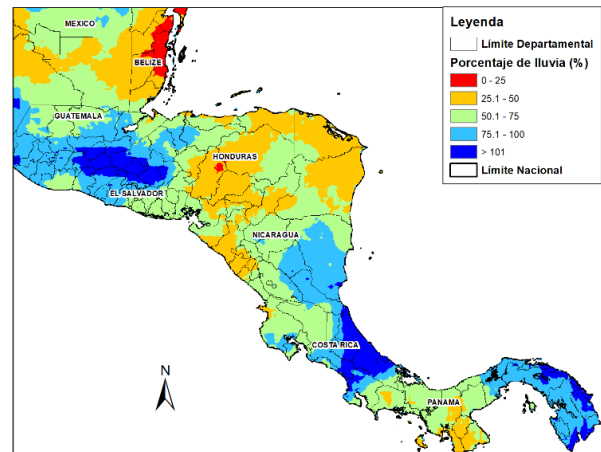 MEXICO
BELIZE
GUATEMALA
HONDURAS
EL SALVADOR
NICARAGUA
COSTA RICA
PANAMA
N
Leyenda
Límite Departamental
Porcentaje de lluvia (%)
0 - 25
25.1 - 50
50.1 - 75
75.1 - 100
> 101
Límite Nacional